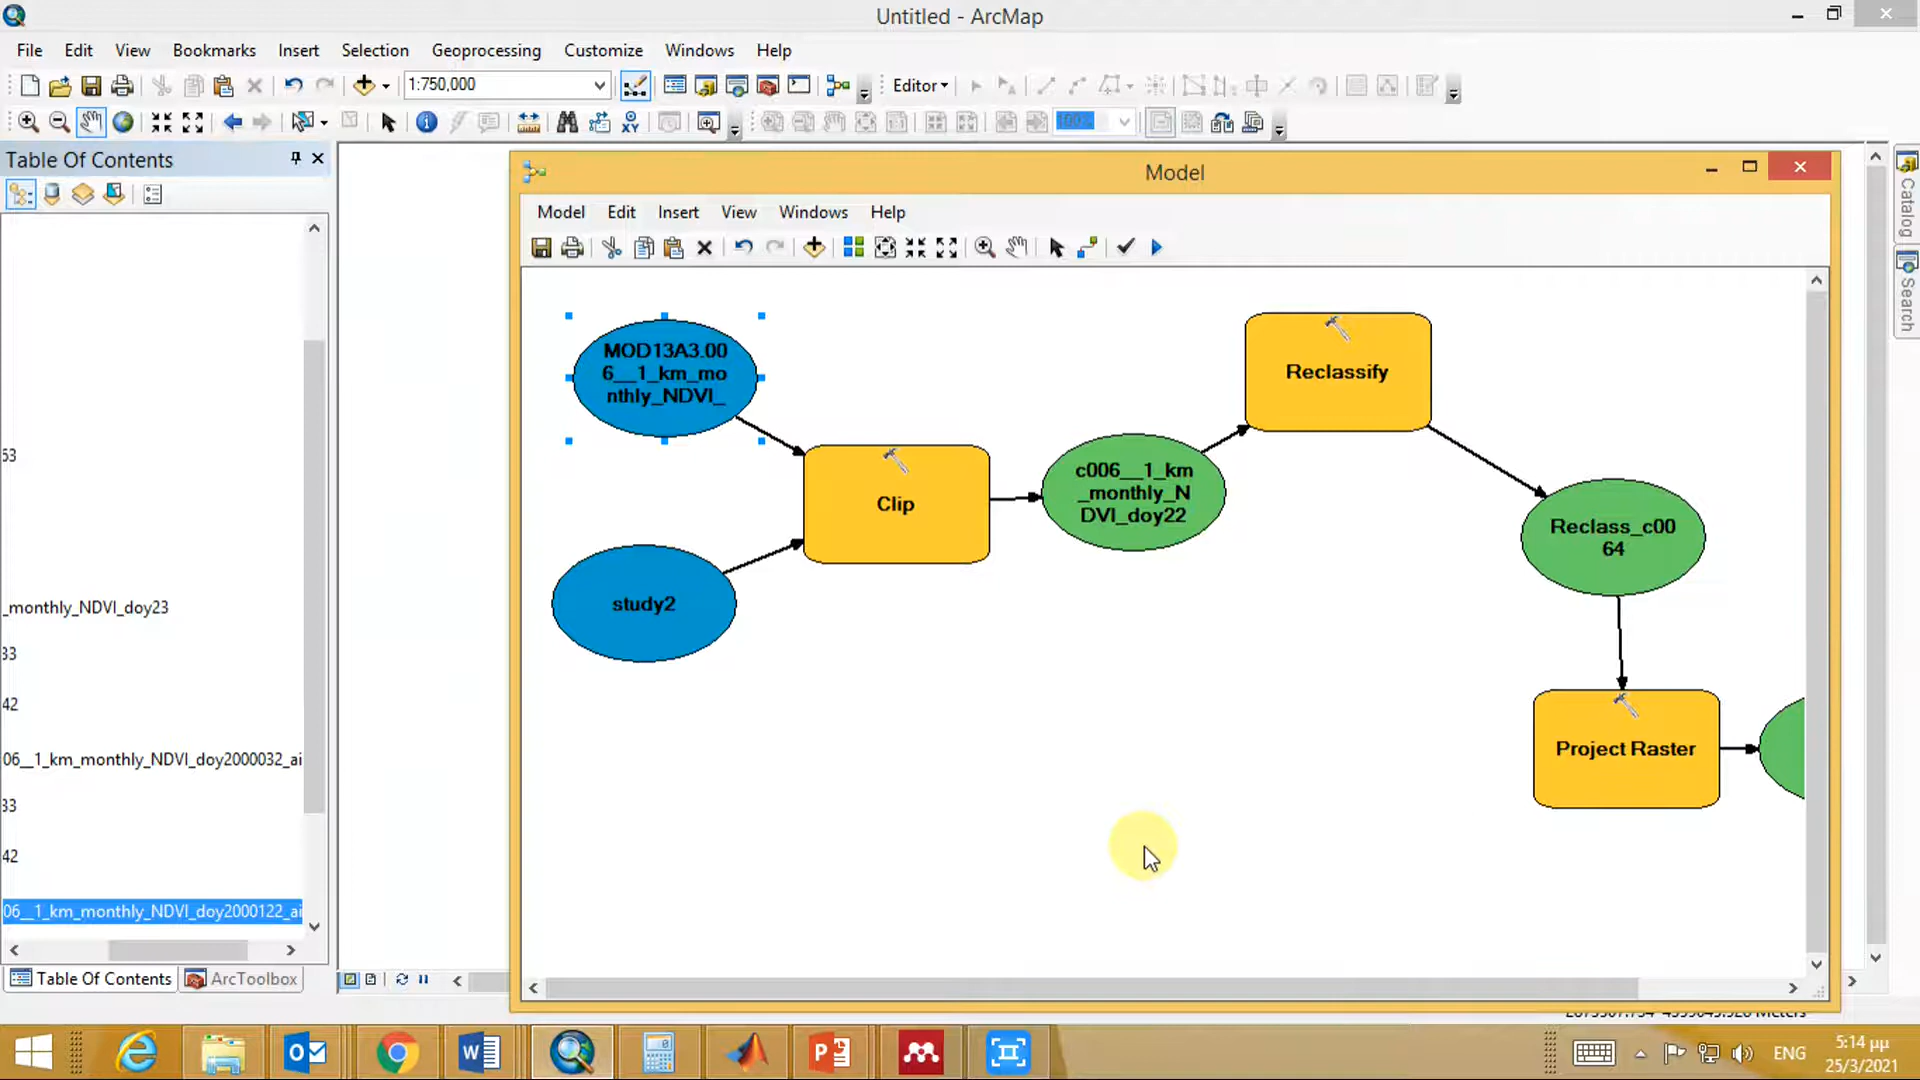 Untitled - ArcMap
File Edit View Bookmarks Insert Selection Geoprocessing Customize Windows Help
1:750,000
Editor
100%
Table Of Contents
Model
Model Edit Insert View Windows Help
MOD13A3.00
6__1_km_mo
nthly_NDVI_
Clip
study2
c006__1_km
_monthly_N
DVI_doy22
Reclassify
Reclass_c00
64
Project Raster
53
_monthly_NDVI_doy23
33
42
06__1_km_monthly_NDVI_doy2000032_ai
33
42
06__1_km_monthly_NDVI_doy2000122_ai
Table Of Contents
ArcToolbox
Catalog
Search
Meters
ENG
5:14 μμ
25/3/2021